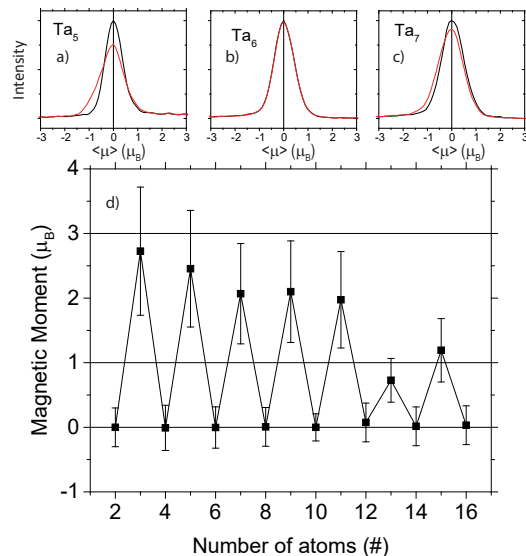 Ta5
Ta6
Ta7
a)
b)
c)
Intensity
-3 -2 -1 0 1 2 3
-3 -2 -1 0 1 2 3
-3 -2 -1 0 1 2 3
<μ> (μB)
<μ> (μB)
<μ> (μB)
d)
Magnetic Moment (μB)
4
3
2
1
0
-1
2 4 6 8 10 12 14 16
Number of atoms (#)